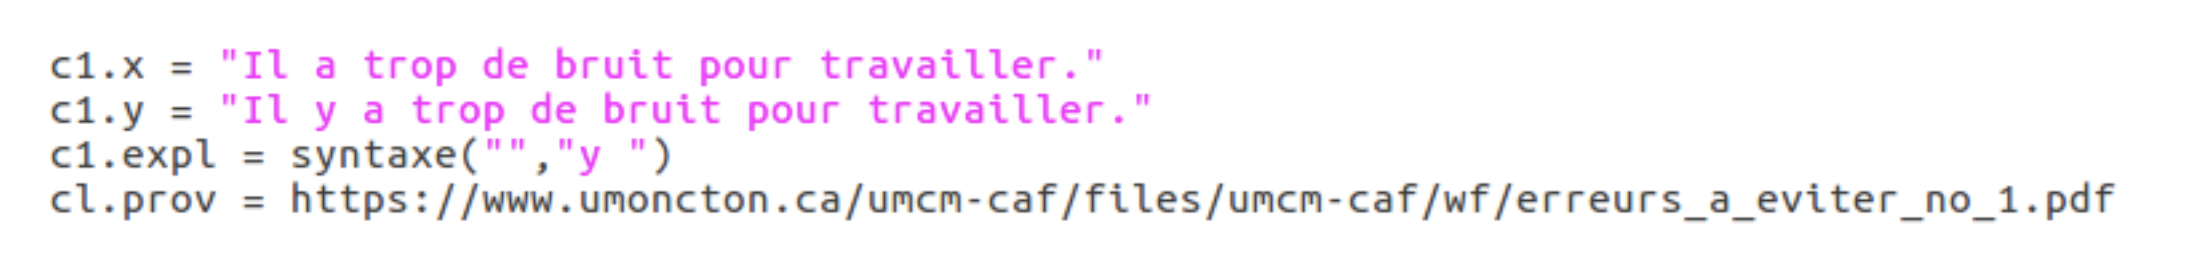 c1.x = "Il a trop de bruit pour travailler."
c1.y = "Il y a trop de bruit pour travailler."
c1.expl = syntaxe("","y ")
cl.prov = https://www.umoncton.ca/umcm-caf/files/umcm-caf/wf/erreurs_a_eviter_no_1.pdf